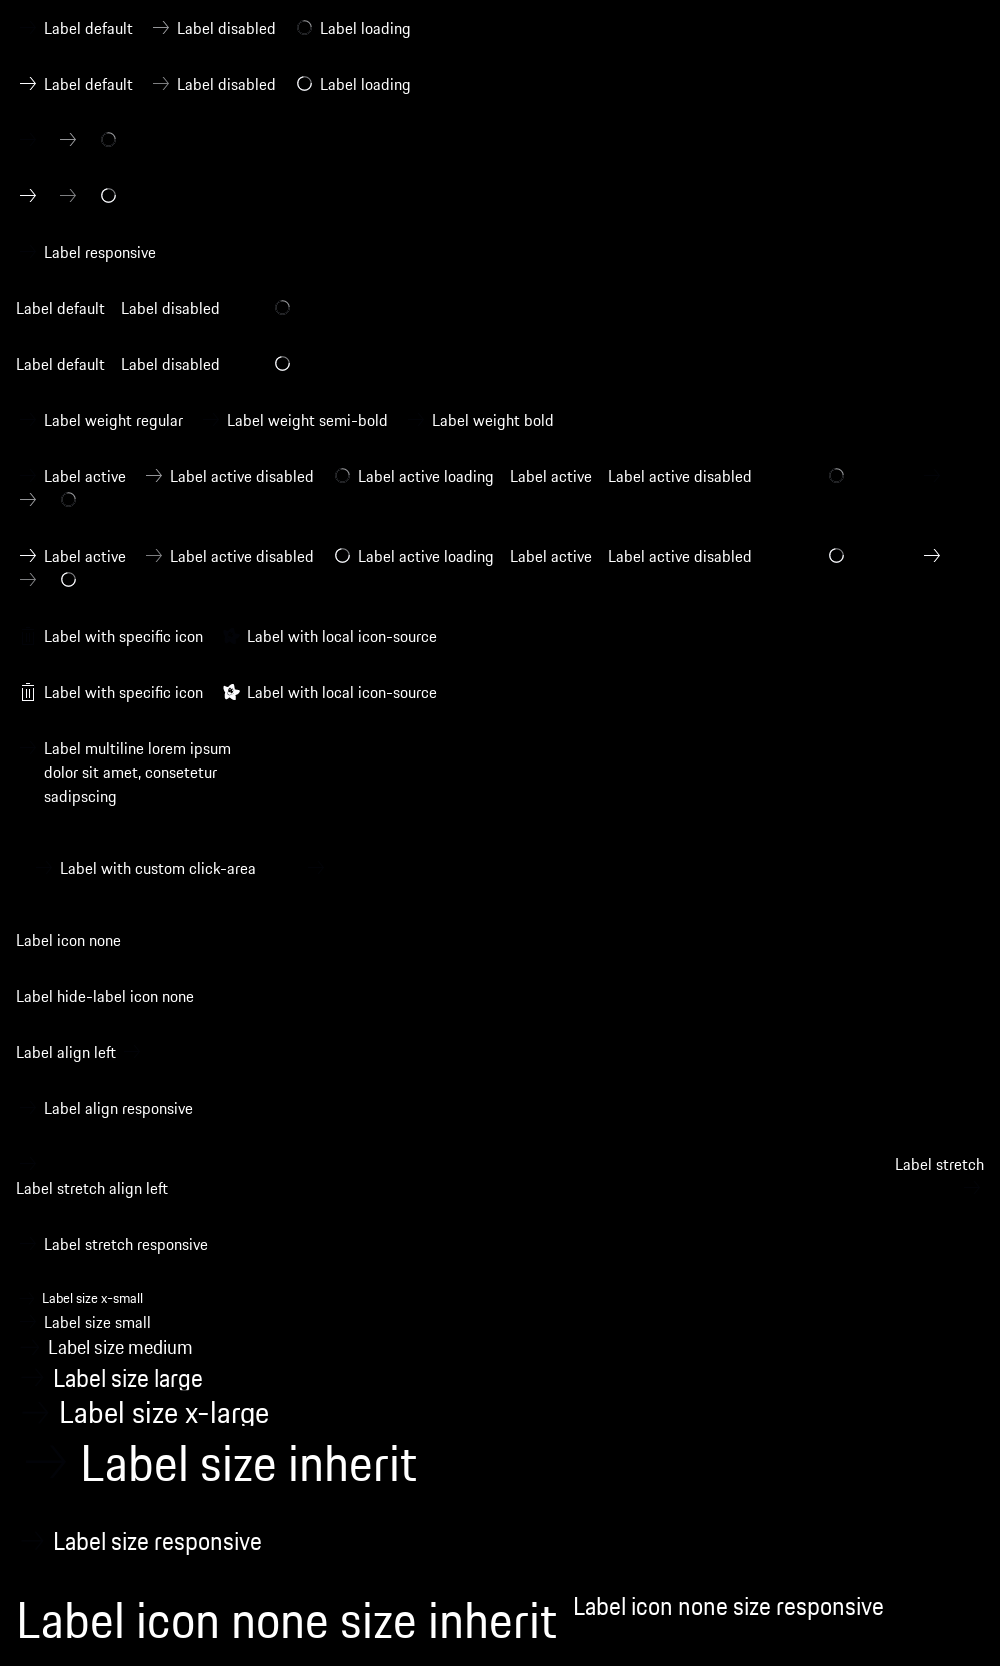 Label default Label disabled Label loading
Label default Label disabled Label loading
Label responsive
Label default Label disabled
Label default Label disabled
Label weight regular Label weight semi-bold Label weight bold
Label active Label active disabled Label active loading Label active Label active disabled
Label active Label active disabled Label active loading Label active Label active disabled
Label with specific icon Label with local icon-source
Label with specific icon Label with local icon-source
Label multiline lorem ipsum
dolor sit amet, consetetur
sadipscing
Label with custom click-area
Label icon none
Label hide-label icon none
Label align left
Label align responsive
Label stretch
Label stretch align left
Label stretch responsive
Label size x-small
Label size small
Label size medium
Label size large
Label size x-large
Label size inherit
Label size responsive
Label icon none size inherit Label icon none size responsive